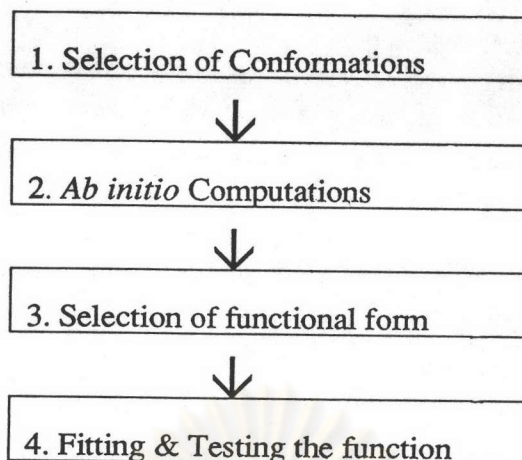 1. Selection of Conformations
2. Ab initio Computations
3. Selection of functional form
4. Fitting & Testing the function